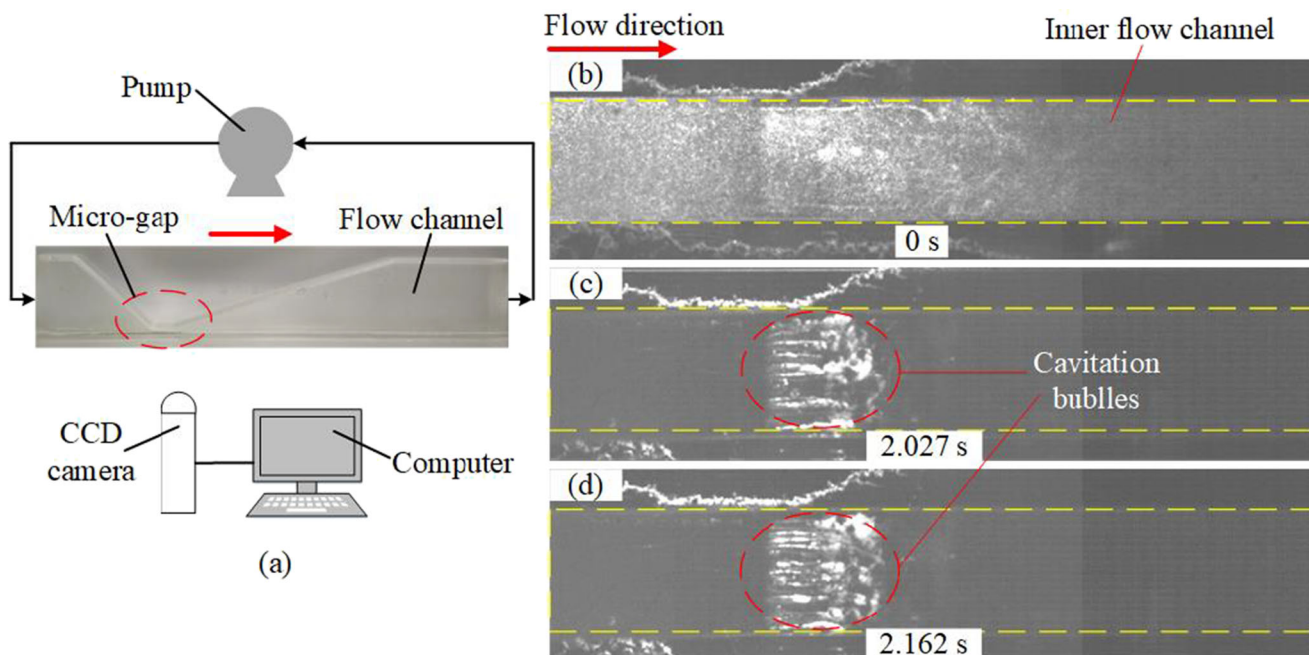 Pump
Micro-gap
Flow channel
CCD
camera
Computer
(a)
Flow direction
Inner flow channel
(b)
0 s
(c)
Cavitation
bublles
2.027 s
(d)
2.162 s